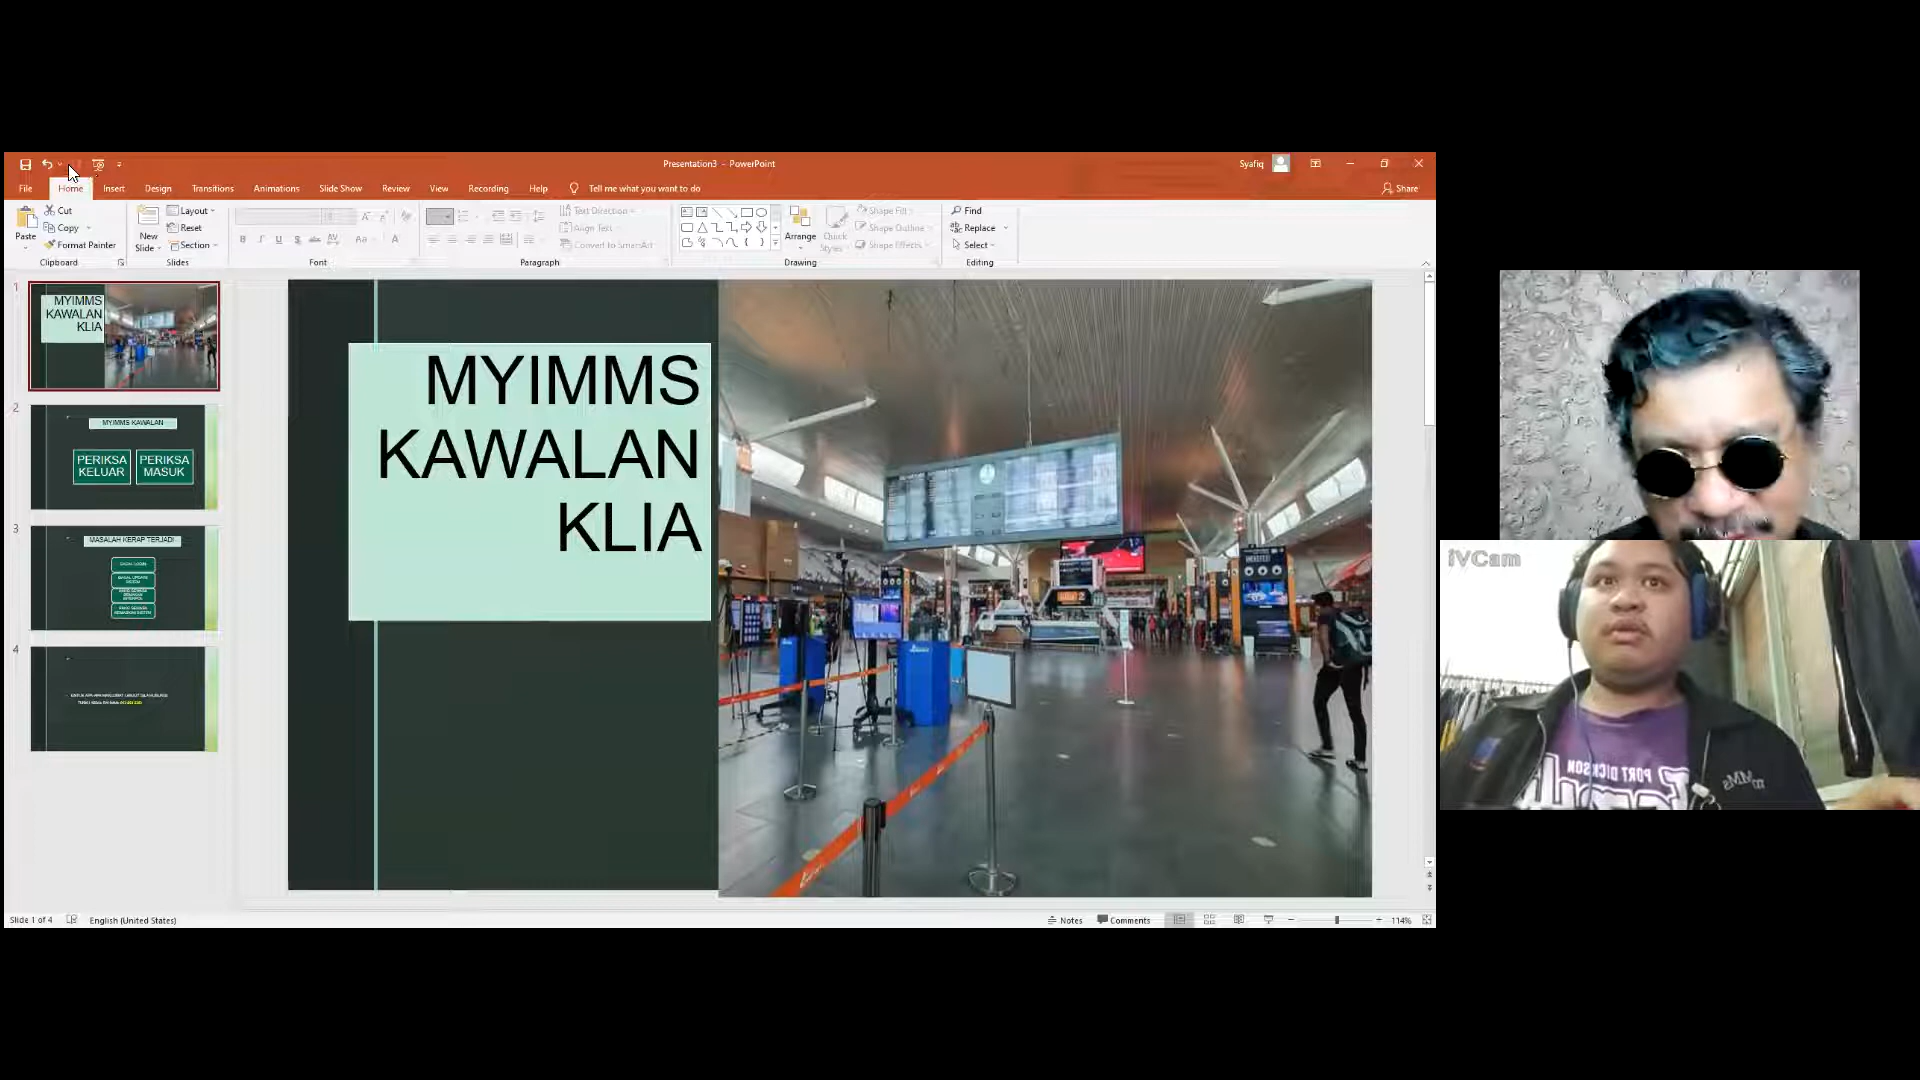 Presentation3 - PowerPoint
Syafiq
File Home Insert Design Transitions Animations Slide Show Review View Recording Help Tell me what you want to do
Share
Paste
Cut
Copy
Format Painter
Clipboard
New Slide
Layout
Reset
Section
Slides
Font
Text Direction
Align Text
Convert to SmartArt
Paragraph
Arrange
Quick Styles
Shape Fill
Shape Outline
Shape Effects
Drawing
Find
Replace
Select
Editing
1
MYIMMS
KAWALAN
KLIA
2
MYIMMS KAWALAN
PERIKSA KELUAR
PERIKSA MASUK
3
MASALAH KERAP TERJADI
4
MYIMMS
KAWALAN
KLIA
iVCam
PORT DICKSON
Slide 1 of 4
English (United States)
Notes
Comments
114%